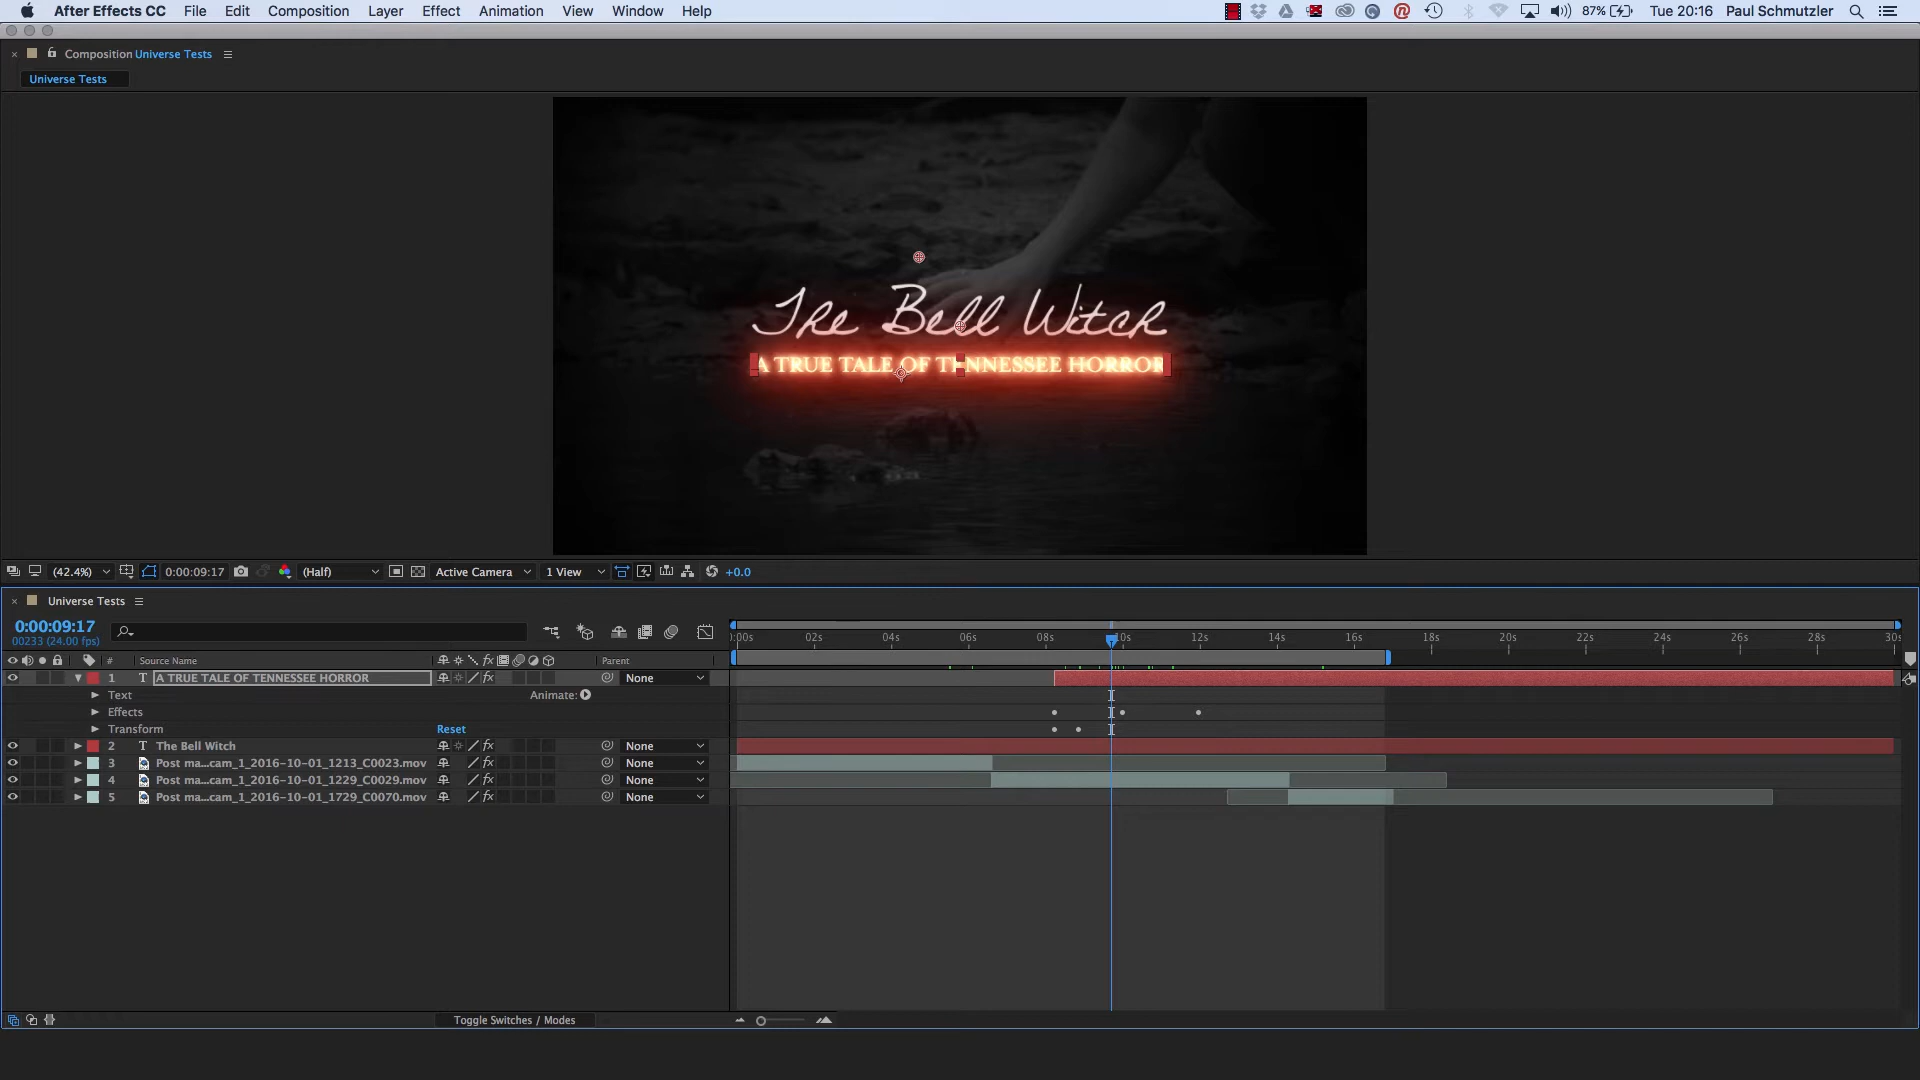 After Effects CC File Edit Composition Layer Effect Animation View Window Help 87% Tue 20:16 Paul Schmutzler
Composition Universe Tests
Universe Tests
The Bell Witch
A TRUE TALE OF TENNESSEE HORROR
(42.4%) 0:00:09:17 (Half) Active Camera 1 View +0.0
Universe Tests
0:00:09:17
00233 (24.00 fps)
:00s 02s 04s 06s 08s 10s 12s 14s 16s 18s 20s 22s 24s 26s 28s 30s
# Source Name fx Parent
1 T A TRUE TALE OF TENNESSEE HORROR None
Text Animate:
Effects
Transform Reset
2 T The Bell Witch fx None
3 Post ma...cam_1_2016-10-01_1213_C0023.mov fx None
4 Post ma...cam_1_2016-10-01_1229_C0029.mov fx None
5 Post ma...cam_1_2016-10-01_1729_C0070.mov fx None
Toggle Switches / Modes